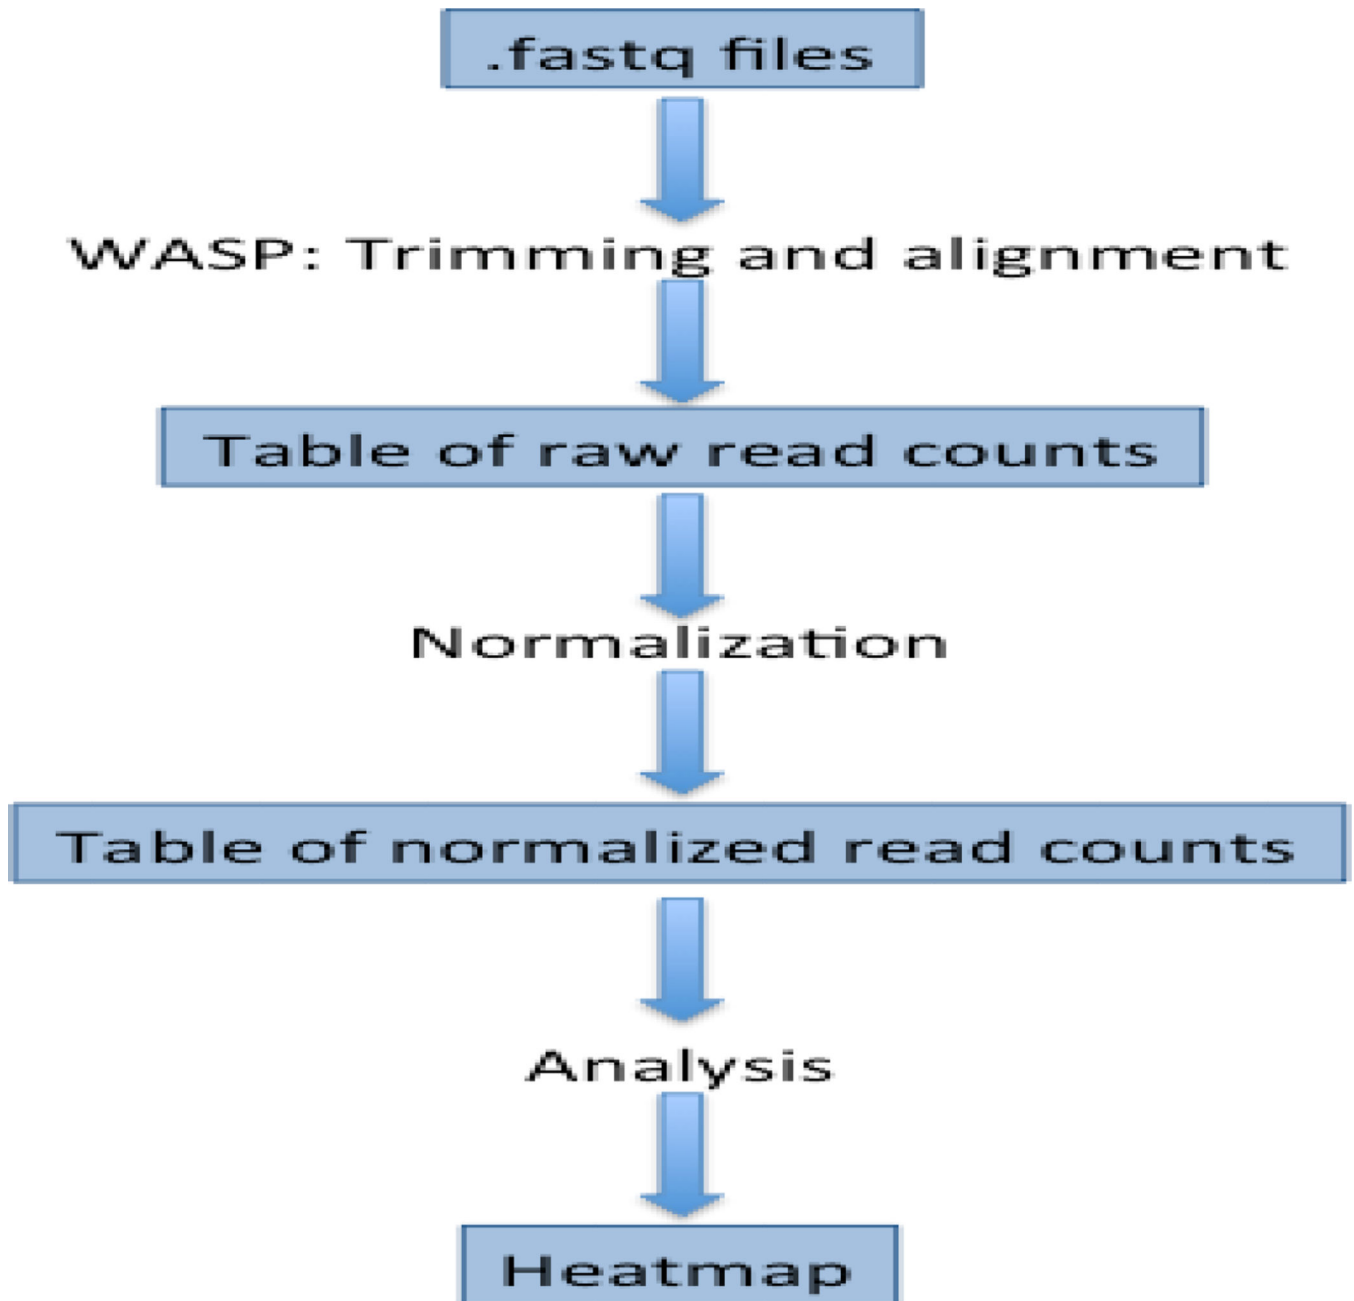 .fastq files
WASP: Trimming and alignment
Table of raw read counts
Normalization
Table of normalized read counts
Analysis
Heatmap